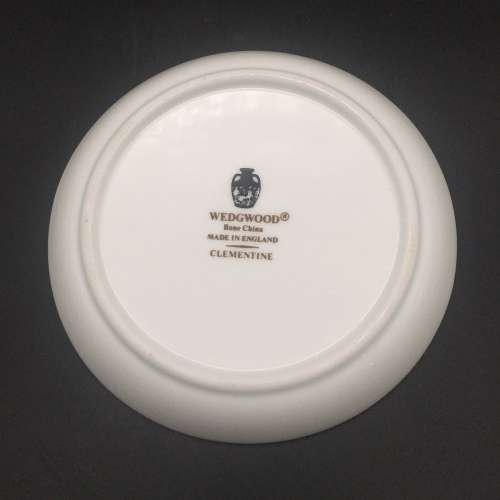 WEDGWOOD®
Bone China
MADE IN ENGLAND
CLEMENTINE